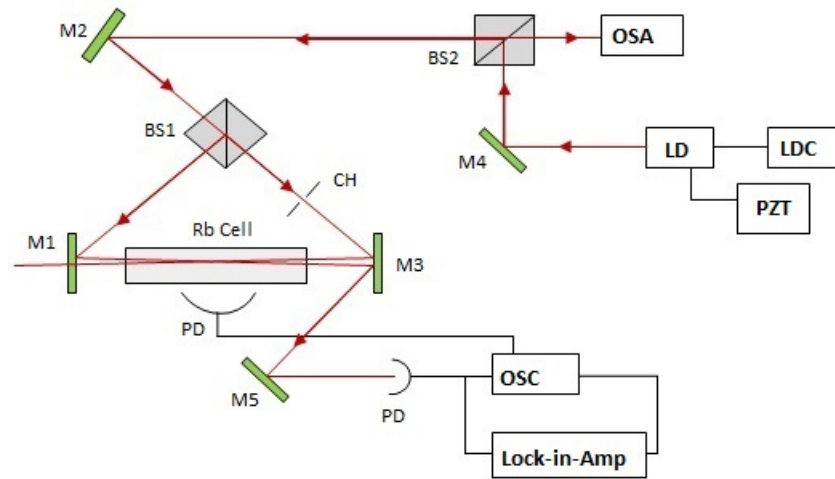 M2
BS2
OSA
BS1
M4
LD
LDC
CH
PZT
Rb Cell
M1
M3
PD
OSC
M5
PD
Lock-in-Amp